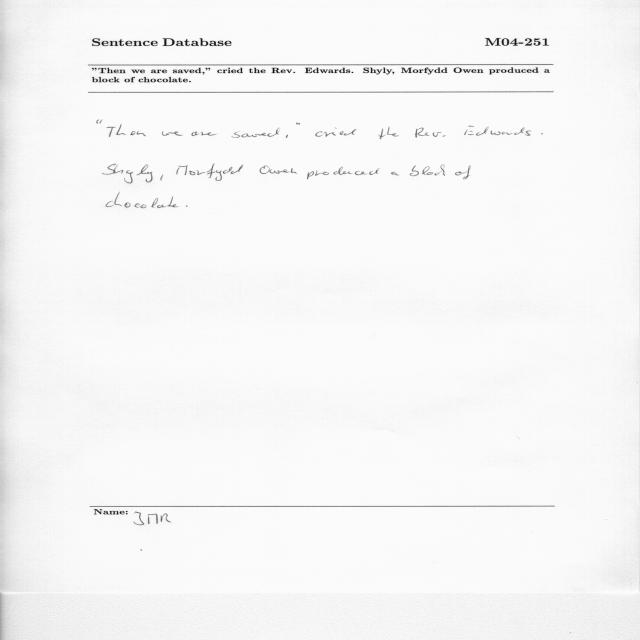 Sentence Database M04-251
"Then we are saved," cried the Rev. Edwards. Shyly, Morfydd Owen produced a
block of chocolate.
"Then we are saved," cried the Rev. Edwards.
Shyly, Morfydd Owen produced a block of
chocolate.
Name: JMR